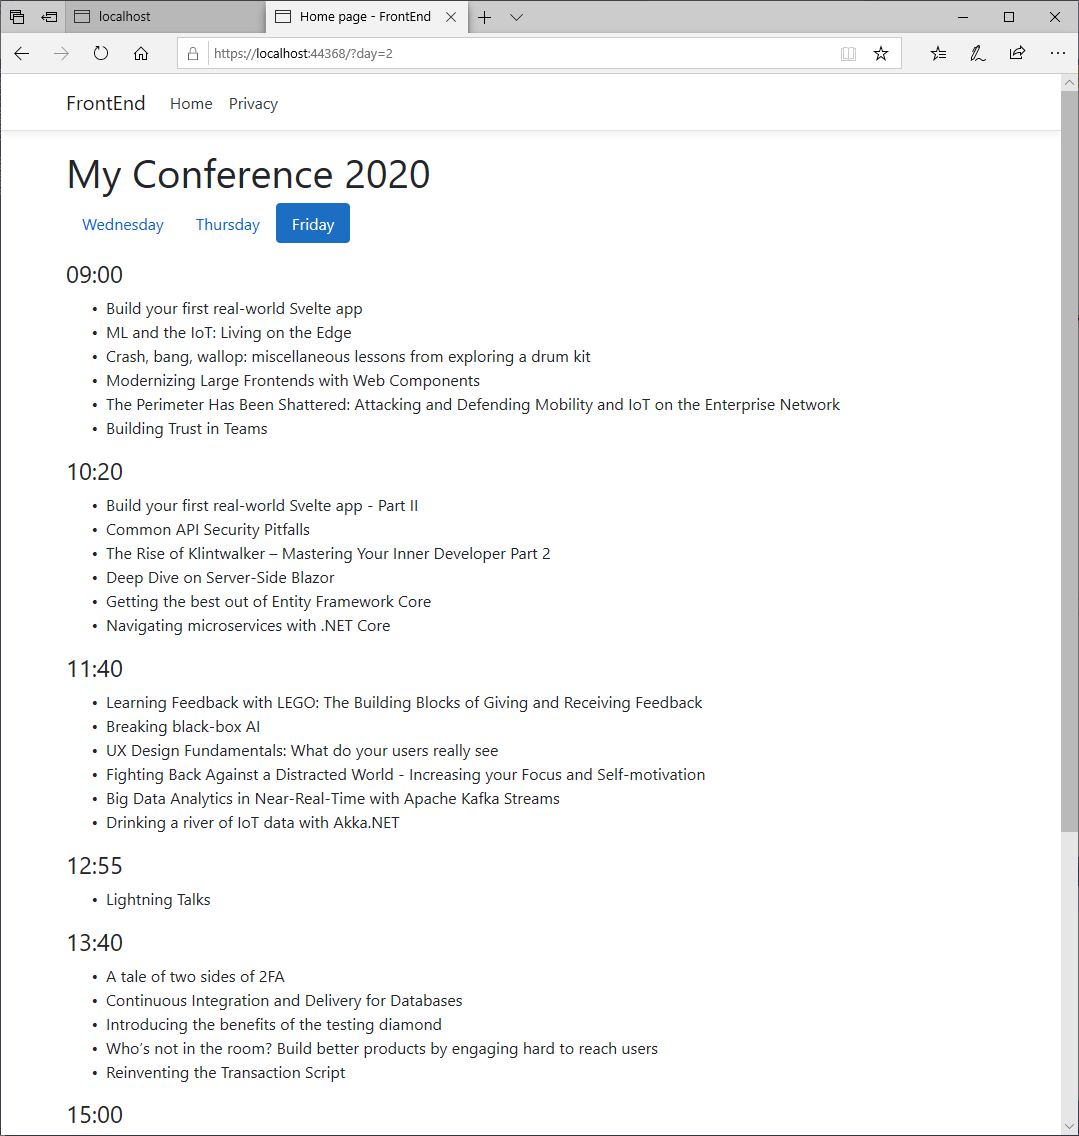 localhost
Home page - FrontEnd
https://localhost:44368/?day=2
FrontEnd Home Privacy
My Conference 2020
Wednesday Thursday Friday
09:00
• Build your first real-world Svelte app
• ML and the IoT: Living on the Edge
• Crash, bang, wallop: miscellaneous lessons from exploring a drum kit
• Modernizing Large Frontends with Web Components
• The Perimeter Has Been Shattered: Attacking and Defending Mobility and IoT on the Enterprise Network
• Building Trust in Teams
10:20
• Build your first real-world Svelte app - Part II
• Common API Security Pitfalls
• The Rise of Klintwalker – Mastering Your Inner Developer Part 2
• Deep Dive on Server-Side Blazor
• Getting the best out of Entity Framework Core
• Navigating microservices with .NET Core
11:40
• Learning Feedback with LEGO: The Building Blocks of Giving and Receiving Feedback
• Breaking black-box AI
• UX Design Fundamentals: What do your users really see
• Fighting Back Against a Distracted World - Increasing your Focus and Self-motivation
• Big Data Analytics in Near-Real-Time with Apache Kafka Streams
• Drinking a river of IoT data with Akka.NET
12:55
• Lightning Talks
13:40
• A tale of two sides of 2FA
• Continuous Integration and Delivery for Databases
• Introducing the benefits of the testing diamond
• Who’s not in the room? Build better products by engaging hard to reach users
• Reinventing the Transaction Script
15:00